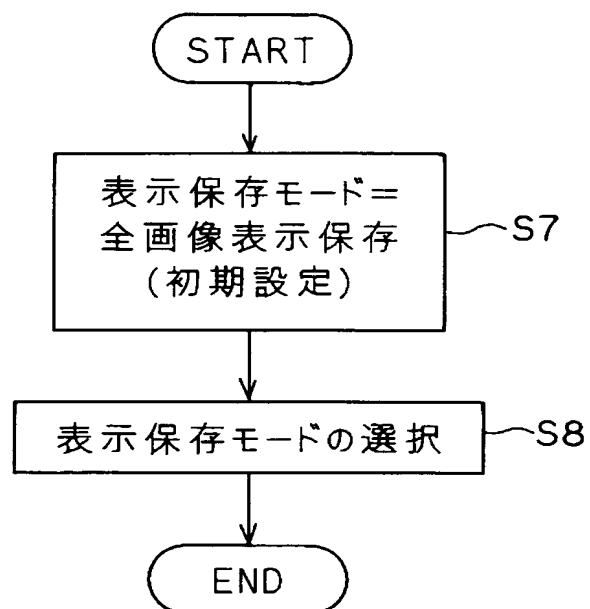 START
表示保存モード=
全画像表示保存
(初期設定)
S7
表示保存モードの選択
S8
END